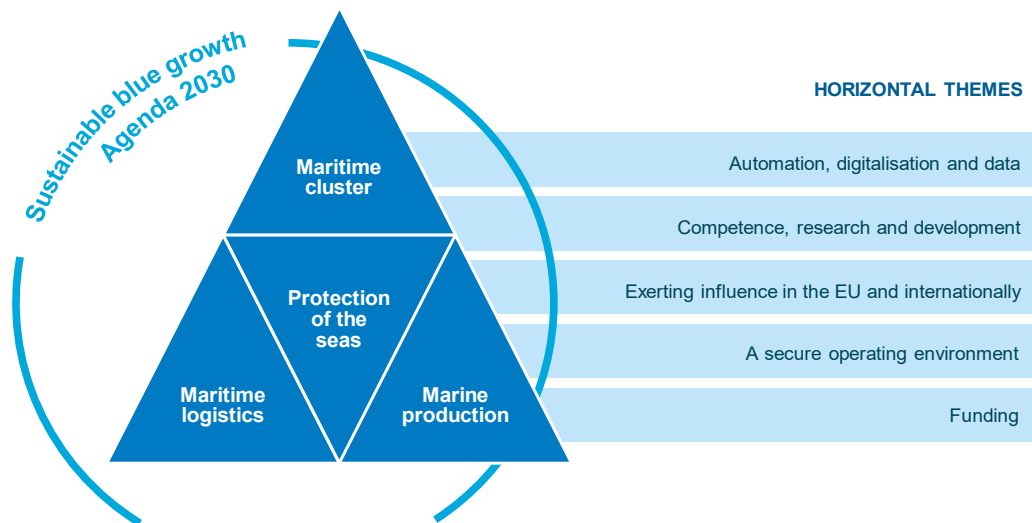 Sustainable blue growth
Agenda 2030
Maritime
cluster
Protection
of the
seas
Maritime
logistics
Marine
production
HORIZONTAL THEMES
Automation, digitalisation and data
Competence, research and development
Exerting influence in the EU and internationally
A secure operating environment
Funding